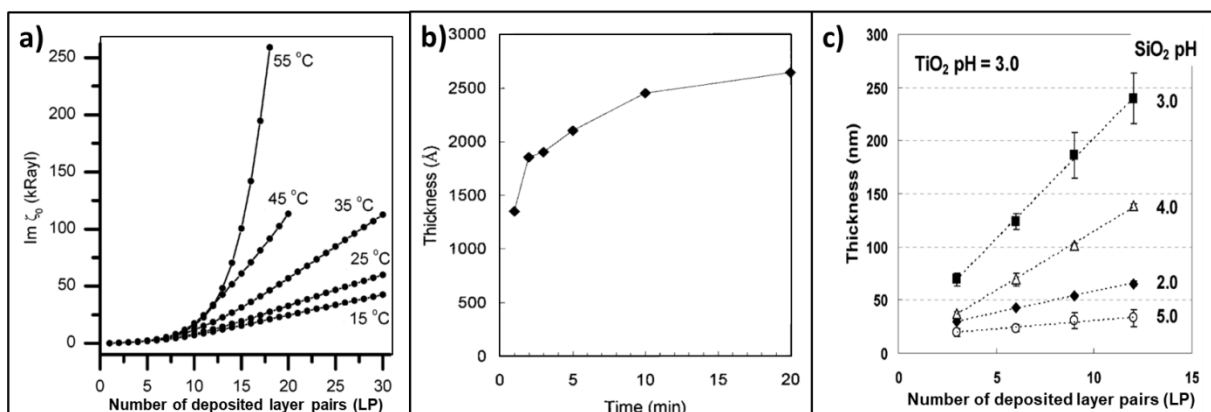 a)
Im ζ₀ (kRayl)
250
200
150
100
50
0
55 °C
45 °C
35 °C
25 °C
15 °C
0 5 10 15 20 25 30
Number of deposited layer pairs (LP)
b)
Thickness (Å)
3000
2500
2000
1500
1000
500
0
0 5 10 15 20
Time (min)
c)
Thickness (nm)
300
250
200
150
100
50
0
TiO₂ pH = 3.0
SiO₂ pH
3.0
4.0
2.0
5.0
0 5 10 15
Number of deposited layer pairs (LP)